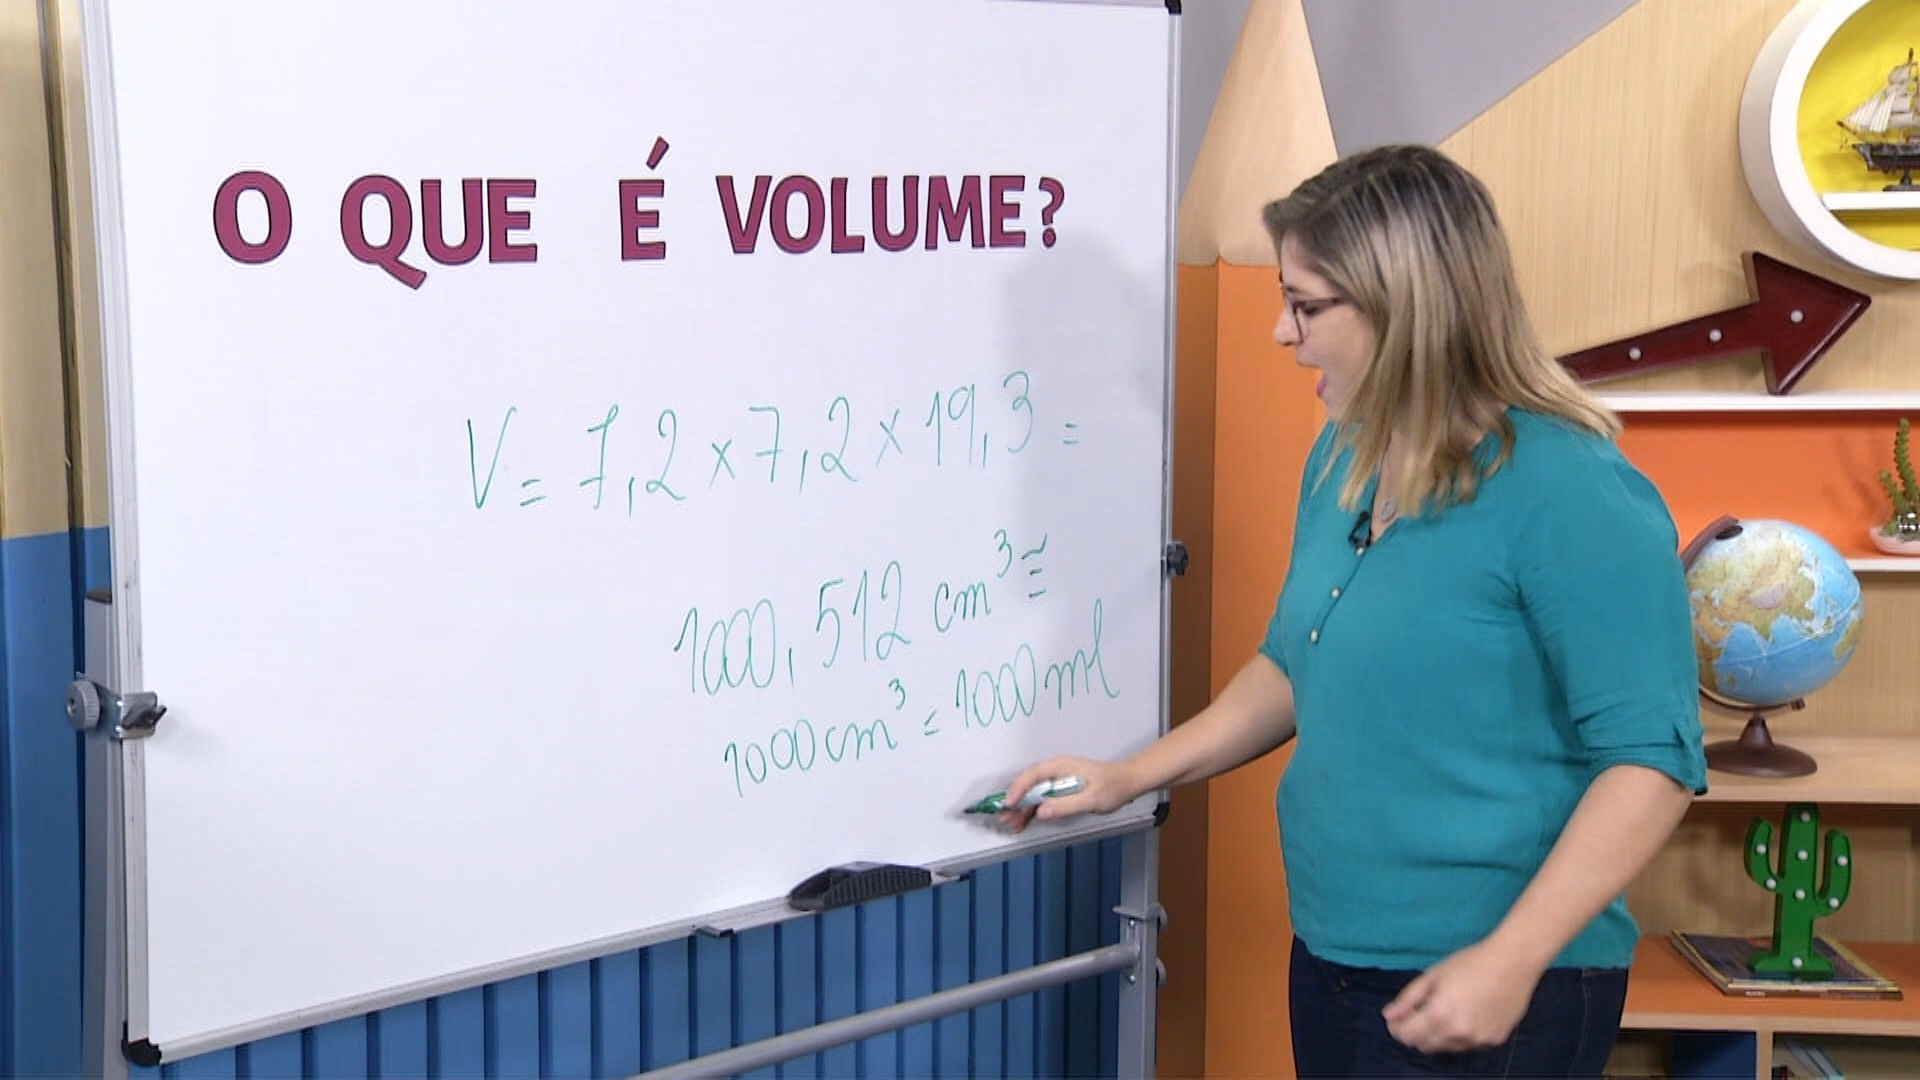 O QUE É VOLUME?
V = 7,2 x 7,2 x 19,3 =
1000,512 cm³ ≅
1000 cm³ = 1000 ml